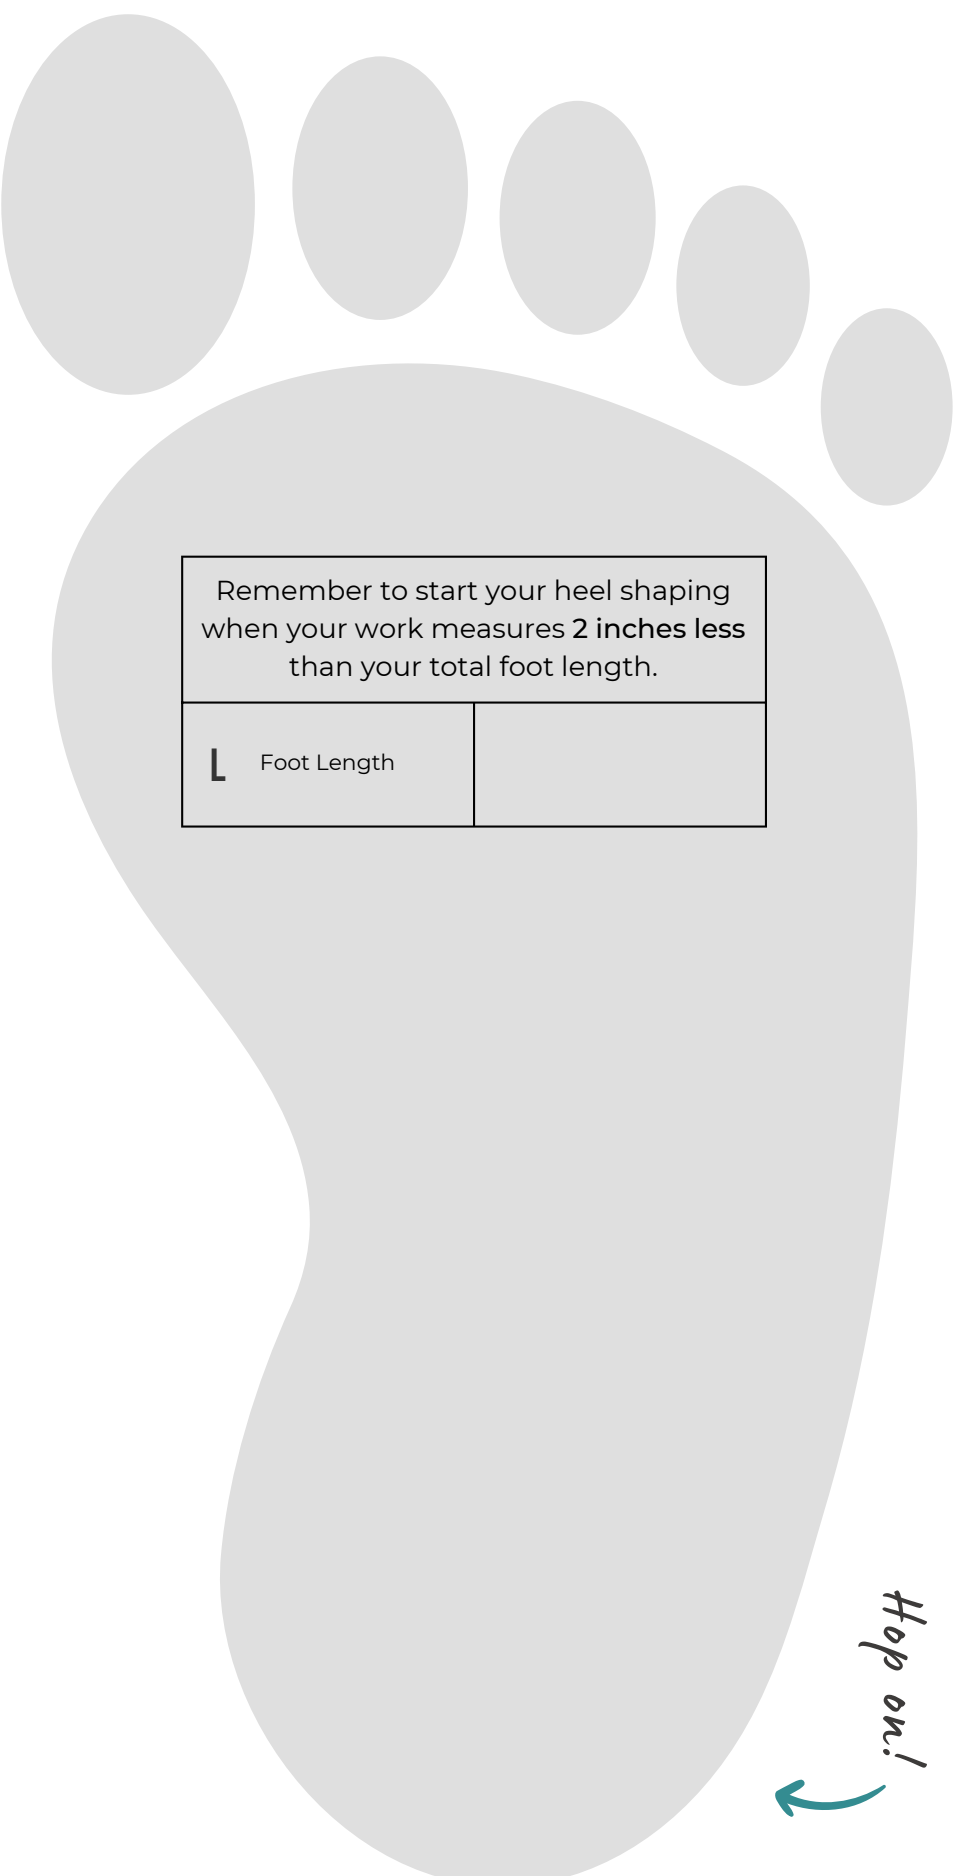 Remember to start your heel shaping
when your work measures 2 inches less
than your total foot length.
L Foot Length
Hop on!